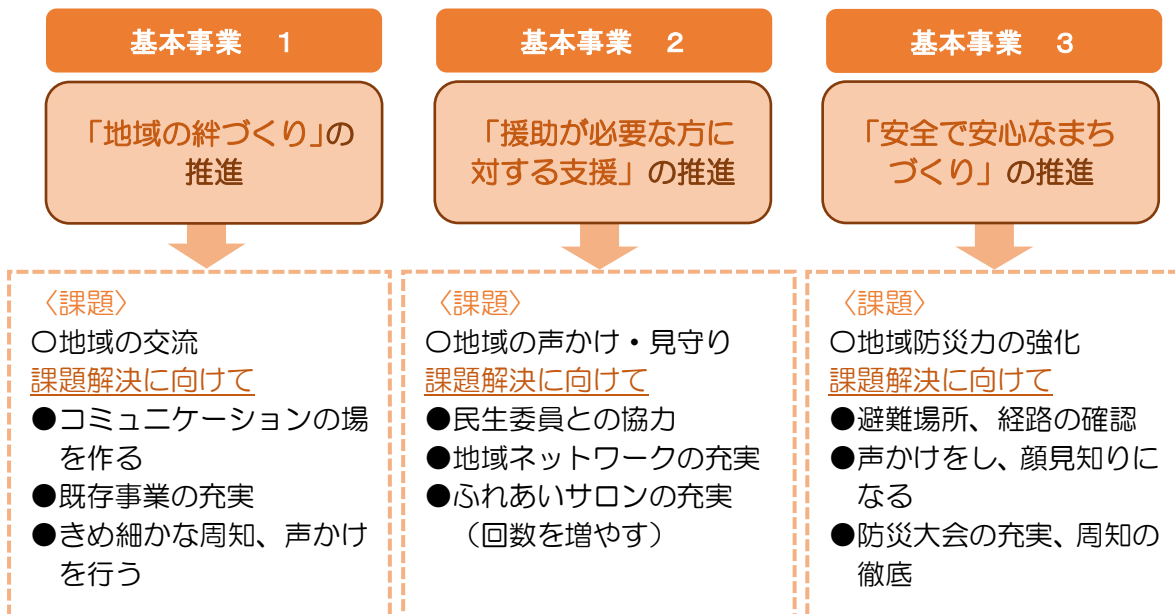 基本事業　１
「地域の絆づくり」の
推進
〈課題〉
〇地域の交流
課題解決に向けて
●コミュニケーションの場
を作る
●既存事業の充実
●きめ細かな周知、声かけ
を行う
基本事業　２
「援助が必要な方に
対する支援」の推進
〈課題〉
〇地域の声かけ・見守り
課題解決に向けて
●民生委員との協力
●地域ネットワークの充実
●ふれあいサロンの充実
（回数を増やす）
基本事業　３
「安全で安心なまち
づくり」の推進
〈課題〉
〇地域防災力の強化
課題解決に向けて
●避難場所、経路の確認
●声かけをし、顔見知りに
なる
●防災大会の充実、周知の
徹底